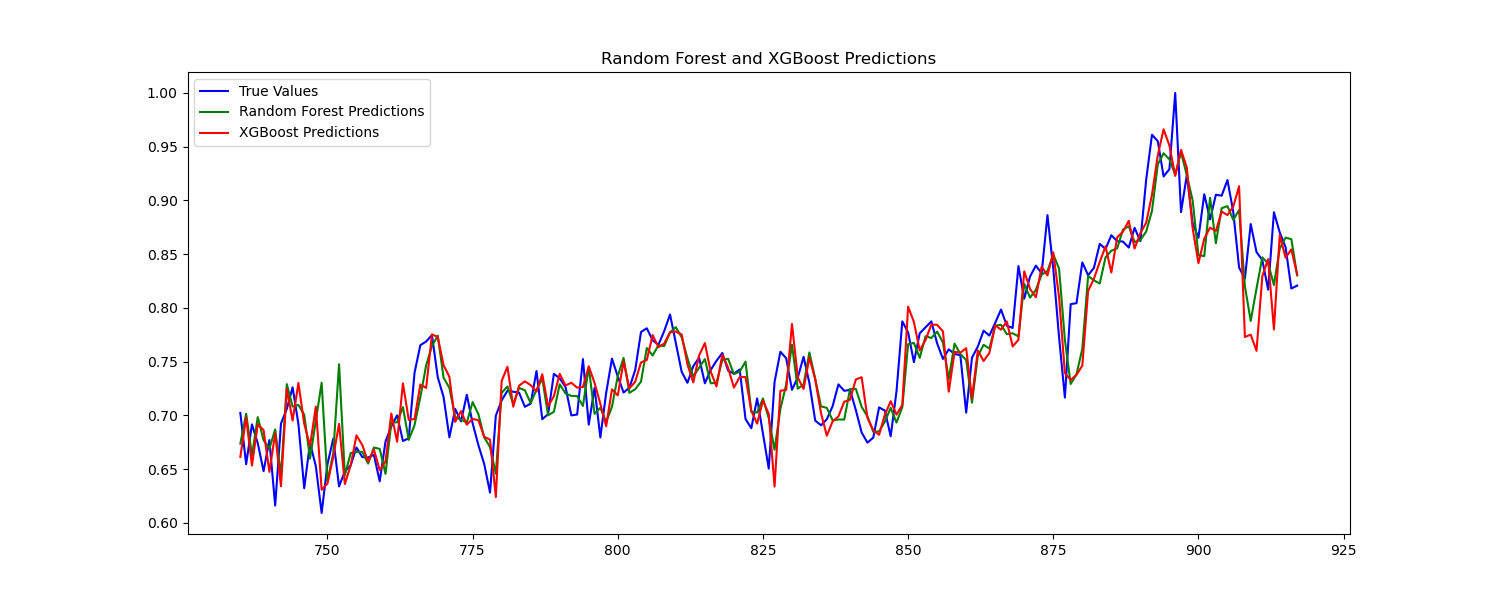 Random Forest and XGBoost Predictions
True Values
Random Forest Predictions
XGBoost Predictions
1.00
0.95
0.90
0.85
0.80
0.75
0.70
0.65
0.60
750 775 800 825 850 875 900 925